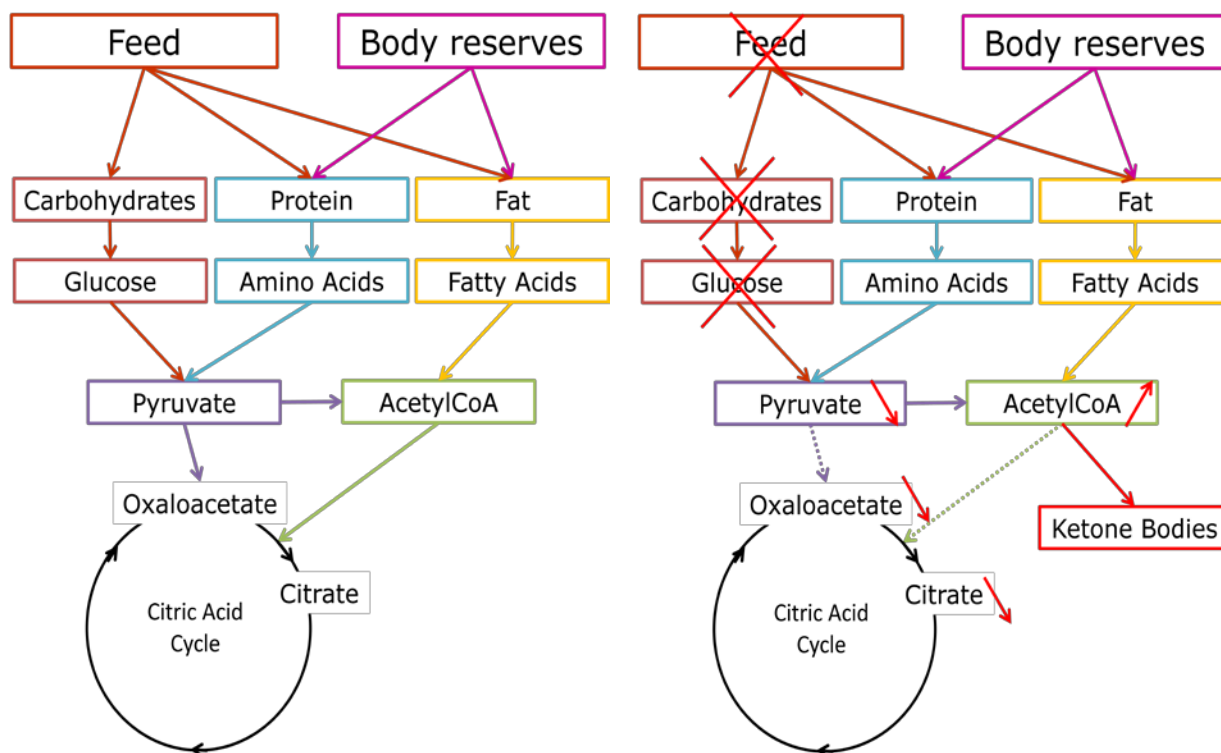 Feed
Body reserves
Carbohydrates
Protein
Fat
Glucose
Amino Acids
Fatty Acids
Pyruvate
AcetylCoA
Oxaloacetate
Citrate
Citric Acid
Cycle
Feed
Body reserves
Carbohydrates
Protein
Fat
Glucose
Amino Acids
Fatty Acids
Pyruvate
AcetylCoA
Oxaloacetate
Ketone Bodies
Citrate
Citric Acid
Cycle